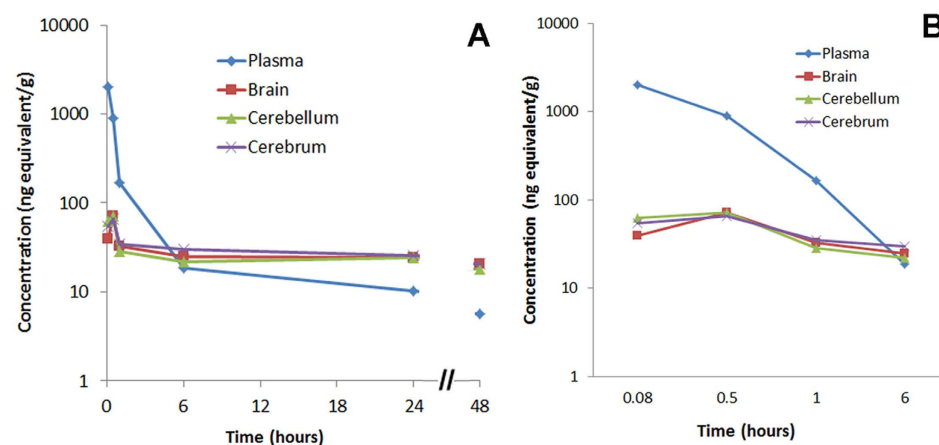 A
Concentration (ng equivalent/g)
10000
1000
100
10
1
Plasma
Brain
Cerebellum
Cerebrum
0 6 12 18 24 // 48
Time (hours)
B
Concentration (ng equivalent/g)
10000
1000
100
10
1
Plasma
Brain
Cerebellum
Cerebrum
0.08 0.5 1 6
Time (hours)